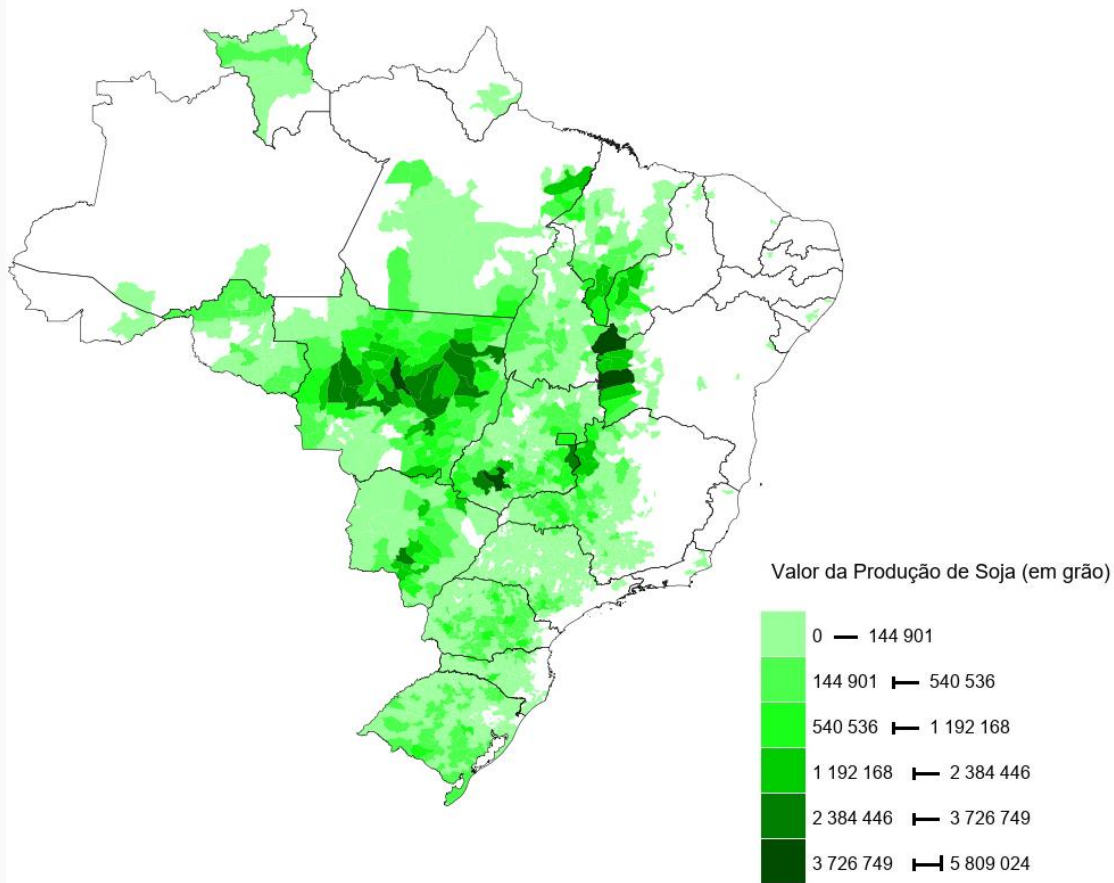 Valor da Produção de Soja (em grão)
0 — 144 901
144 901 ⊢ 540 536
540 536 ⊢ 1 192 168
1 192 168 ⊢ 2 384 446
2 384 446 ⊢ 3 726 749
3 726 749 ⊢⊣ 5 809 024